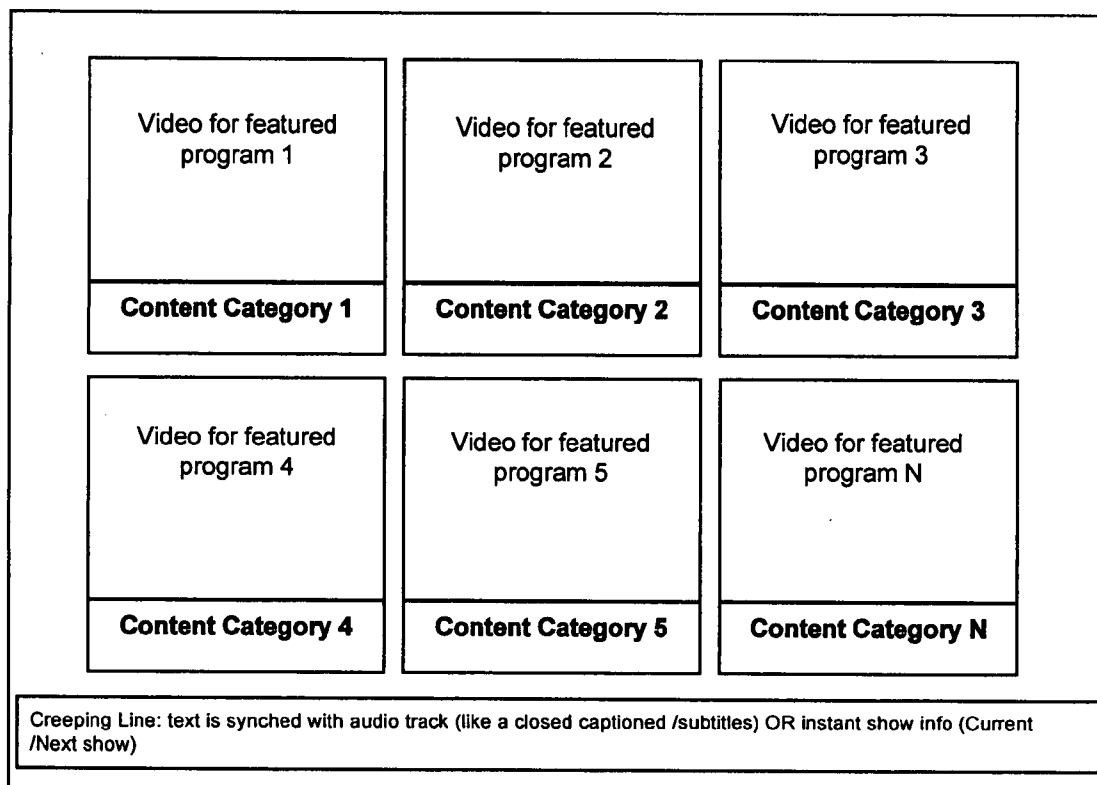 Video for featured
program 1
Video for featured
program 2
Video for featured
program 3
Content Category 1
Content Category 2
Content Category 3
Video for featured
program 4
Video for featured
program 5
Video for featured
program N
Content Category 4
Content Category 5
Content Category N
Creeping Line: text is synched with audio track (like a closed captioned /subtitles) OR instant show info (Current
/Next show)